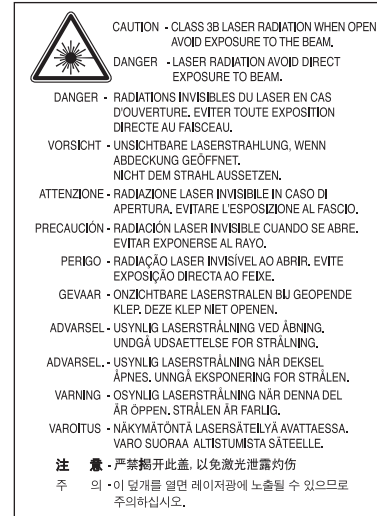 CAUTION - CLASS 3B LASER RADIATION WHEN OPEN
AVOID EXPOSURE TO THE BEAM.
DANGER - LASER RADIATION AVOID DIRECT
EXPOSURE TO BEAM.
DANGER - RADIATIONS INVISIBLES DU LASER EN CAS
D'OUVERTURE. EVITER TOUTE EXPOSITION
DIRECTE AU FAISCEAU.
VORSICHT - UNSICHTBARE LASERSTRAHLUNG, WENN
ABDECKUNG GEÖFFNET.
NICHT DEM STRAHL AUSSETZEN.
ATTENZIONE - RADIAZIONE LASER INVISIBILE IN CASO DI
APERTURA. EVITARE L'ESPOSIZIONE AL FASCIO.
PRECAUCIÓN - RADIACIÓN LASER INVISIBLE CUANDO SE ABRE.
EVITAR EXPONERSE AL RAYO.
PERIGO - RADIAÇÃO LASER INVISÍVEL AO ABRIR. EVITE
EXPOSIÇÃO DIRECTA AO FEIXE.
GEVAAR - ONZICHTBARE LASERSTRALEN BIJ GEOPENDE
KLEP. DEZE KLEP NIET OPENEN.
ADVARSEL - USYNLIG LASERSTRÅLNING VED ÅBNING.
UNDGÅ UDSAETTELSE FOR STRÅLNING.
ADVARSEL. - USYNLIG LASERSTRÅLNING NÅR DEKSEL
ÅPNES. UNNGÅ EKSPONERING FOR STRÅLEN.
VARNING - OSYNLIG LASERSTRÅLNING NÄR DENNA DEL
ÄR ÖPPEN. STRÅLEN ÄR FARLIG.
VAROITUS - NÄKYMÄTÖNTÄ LASERSÄTEILYÄ AVATTAESSA.
VARO SUORAA ALTISTUMISTA SÄTEELLE.
注 意 - 严禁揭开此盖, 以免激光泄露灼伤
주 의 - 이 덮개를 열면 레이저광에 노출될 수 있으므로
주의하십시오.